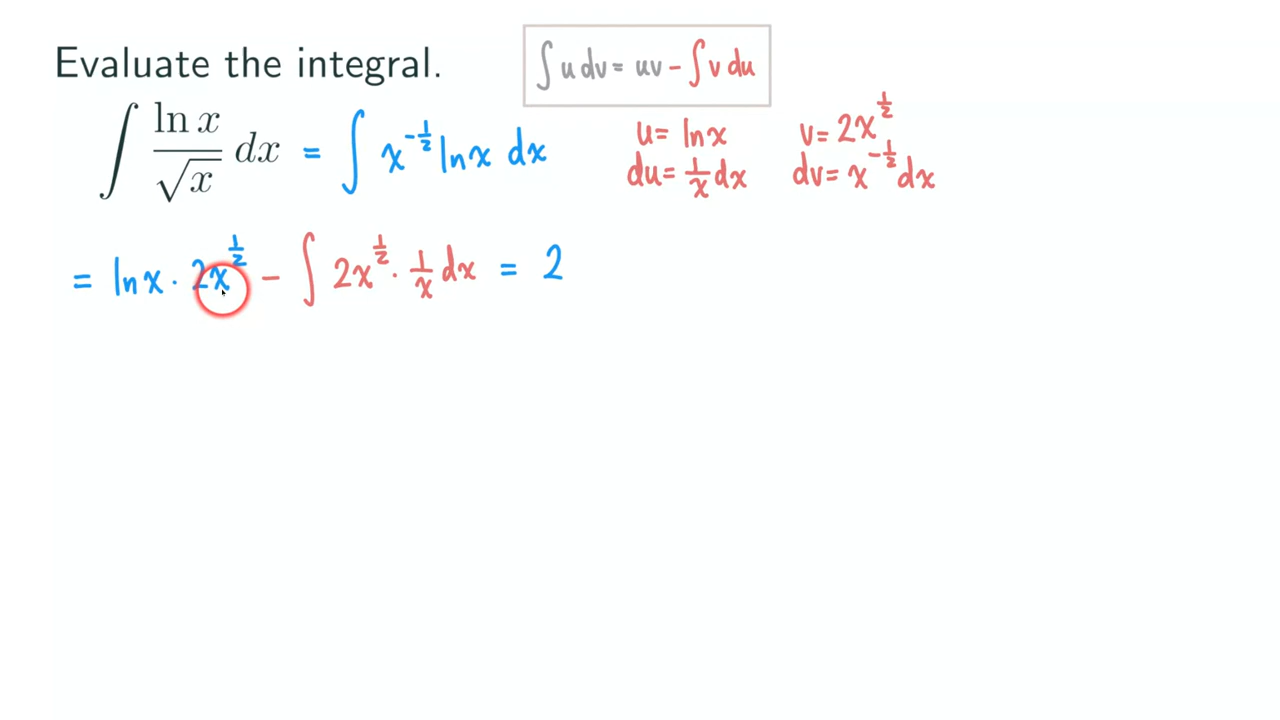 Evaluate the integral.
∫ u dv = uv − ∫ v du
∫ ln x / √x dx = ∫ x^(-1/2) ln x dx
u = ln x   v = 2x^(1/2)
du = 1/x dx   dv = x^(-1/2) dx
= ln x · 2x^(1/2) − ∫ 2x^(1/2) · 1/x dx = 2